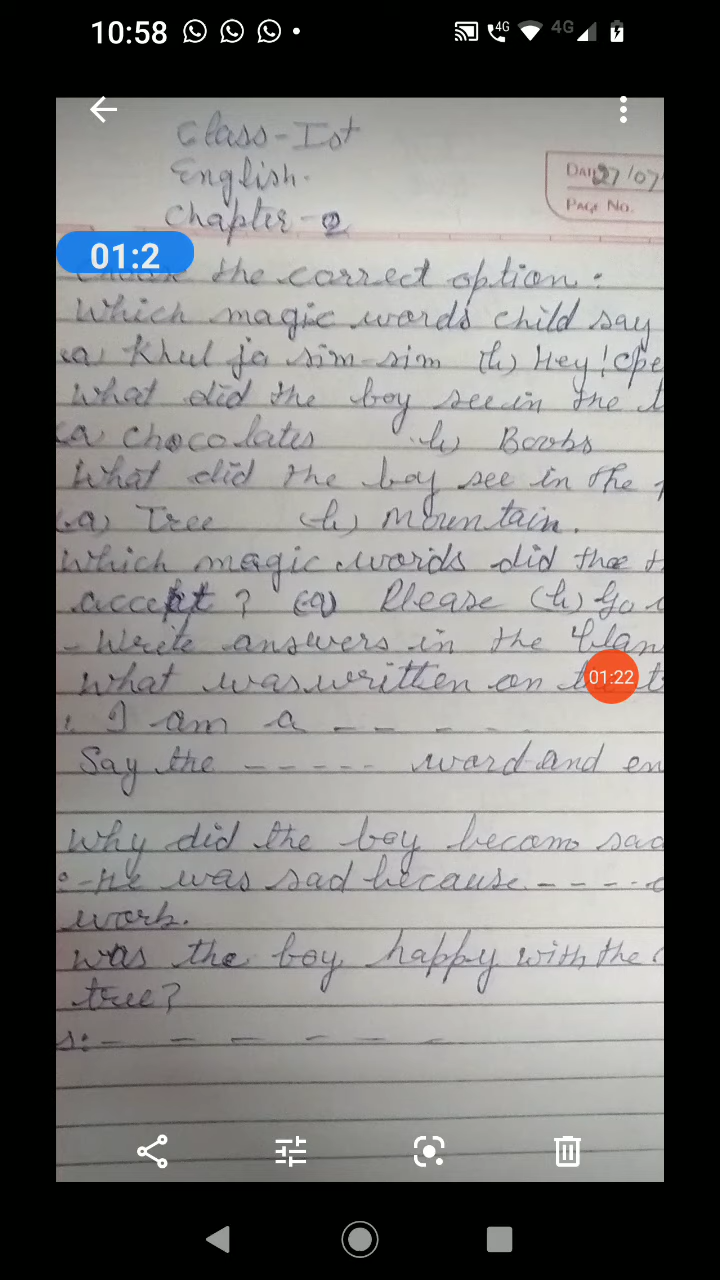 10:58
4G
4G
Class-Ist
English.
Chapter-2
DATE 27/07
PAGE NO.
01:2
the correct option:
Which magic words child say
(a) Khul ja sim-sim (b) Hey! Ope
What did the boy see in the
(a) Chocolates (b) Books
What did the boy see in the
(a) Tree (b) Mountain.
Which magic words did the
accept? (a) Please (b) Go
- Write answers in the blan
What was written on
01:22
: I am a -- - - -
Say the ----- word and en
Why did the boy becom sad
:- He was sad because ----
work.
Was the boy happy with the
tree?
s:- - - - - -